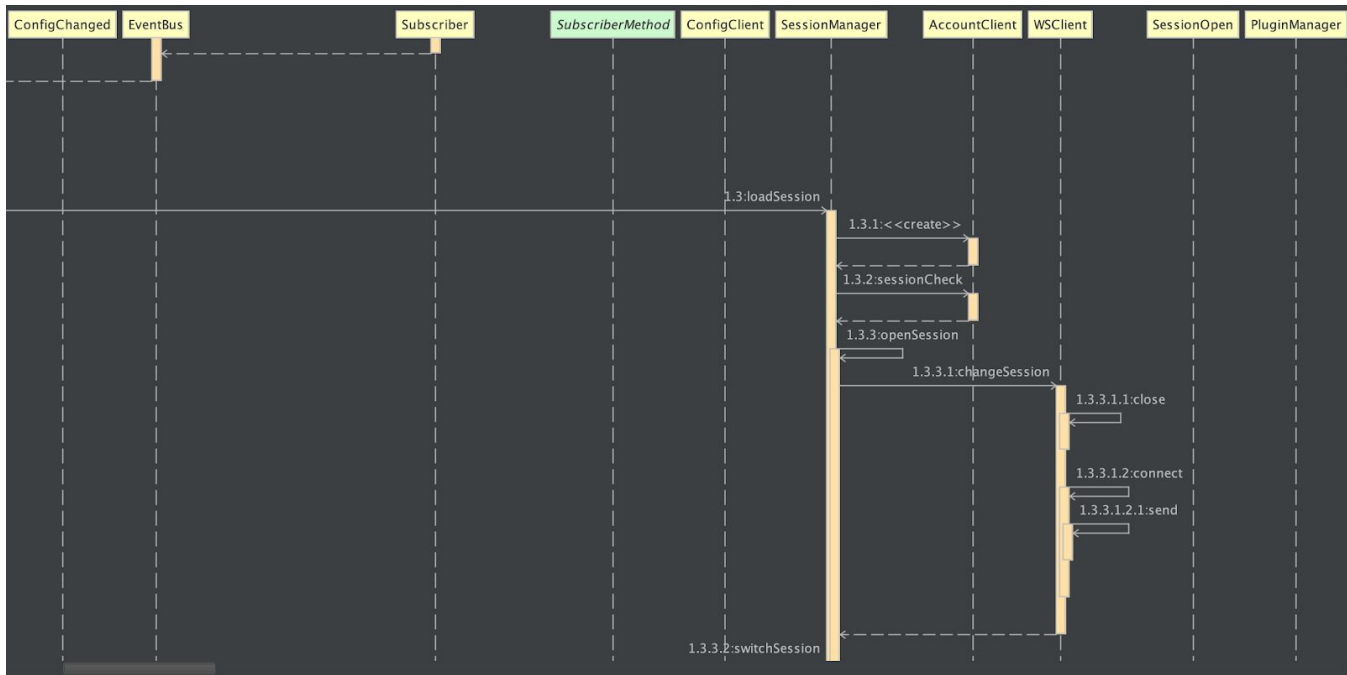 ConfigChanged
EventBus
Subscriber
SubscriberMethod
ConfigClient
SessionManager
AccountClient
WSClient
SessionOpen
PluginManager
1.3:loadSession
1.3.1:<<create>>
1.3.2:sessionCheck
1.3.3:openSession
1.3.3.1:changeSession
1.3.3.1.1:close
1.3.3.1.2:connect
1.3.3.1.2.1:send
1.3.3.2:switchSession